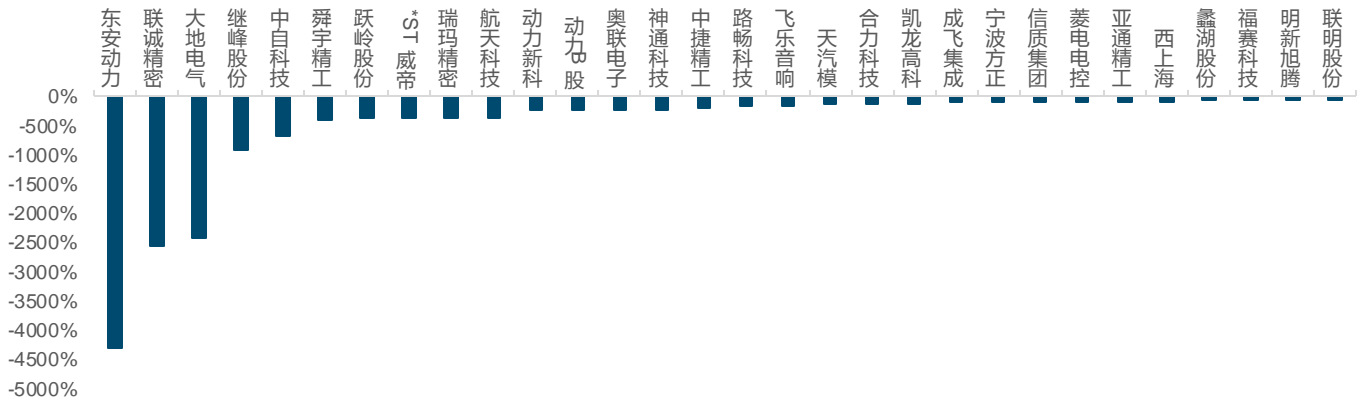 东安动力
联诚精密
大地电气
继峰股份
中自科技
舜宇精工
跃岭股份
*ST 威帝
瑞玛精密
航天科技
动力新科
动力B 股
奥联电子
神通科技
中捷精工
路畅科技
飞乐音响
天汽模
合力科技
凯龙高科
成飞集成
宁波方正
信质集团
菱电电控
亚通精工
西上海
蠡湖股份
福赛科技
明新旭腾
联明股份
0%
-500%
-1000%
-1500%
-2000%
-2500%
-3000%
-3500%
-4000%
-4500%
-5000%